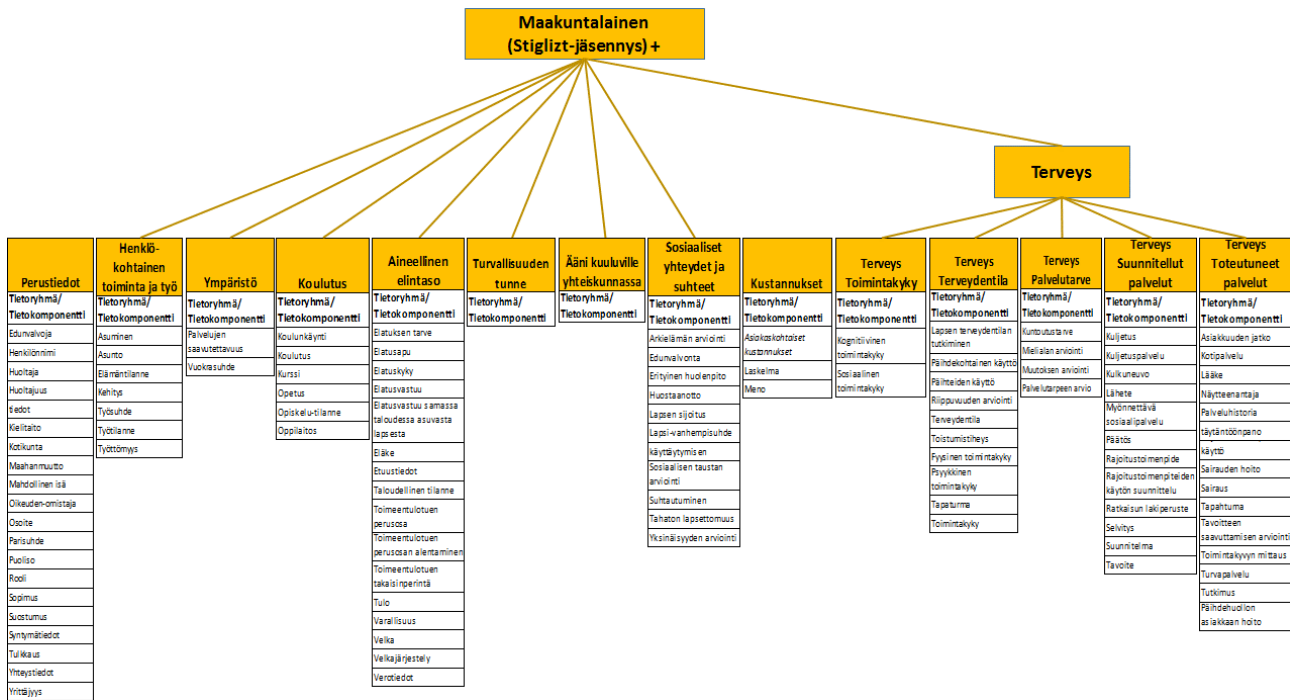 Maakuntalainen
(Stiglizt-jäsennys) +
Terveys
Perustiedot
Tietoryhmä/
Tietokomponentti
Edunvalvoja
Henkilönnimi
Huoltaja
Huoltajuus
tiedot
Kielitaito
Kotikunta
Maahanmuutto
Mahdollinen isä
Oikeuden-omistaja
Osoite
Parisuhde
Puoliso
Rooli
Sopimus
Suostumus
Syntymätiedot
Tulkkaus
Yhteystiedot
Yrittäjyys
Henkilö-
kohtainen
toiminta ja työ
Tietoryhmä/
Tietokomponentti
Asuminen
Asunto
Elämäntilanne
Kehitys
Työsuhde
Työtilanne
Työttömyys
Ympäristö
Tietoryhmä/
Tietokomponentti
Palvelujen
saavutettavuus
Vuokrasuhde
Koulutus
Tietoryhmä/
Tietokomponentti
Koulunkäynti
Koulutus
Kurssi
Opetus
Opiskelu-tilanne
Oppilaitos
Aineellinen
elintaso
Tietoryhmä/
Tietokomponentti
Elatuksen tarve
Elatusapu
Elatuskyky
Elatusvastuu
Elatusvastuu samassa
taloudessa asuvasta
lapsesta
Eläke
Etuustiedot
Taloudellinen tilanne
Toimeentulotuen
perusosa
Toimeentulotuen
perusosan alentaminen
Toimeentulotuen
takaisinperintä
Tulo
Varallisuus
Velka
Velkajärjestely
Verotiedot
Turvallisuuden
tunne
Tietoryhmä/
Tietokomponentti
Ääni kuuluville
yhteiskunnassa
Tietoryhmä/
Tietokomponentti
Sosiaaliset
yhteydet ja
suhteet
Tietoryhmä/
Tietokomponentti
Arkielämän arviointi
Edunvalvonta
Erityinen huolenpito
Huostaanotto
Lapsen sijoitus
Lapsi-vanhempisuhde
käyttäytymisen
Sosiaalisen taustan
arviointi
Suhtautuminen
Tahaton lapsettomuus
Yksinäisyyden arviointi
Kustannukset
Tietoryhmä/
Tietokomponentti
Asiakaskohtaiset
kustannukset
Laskelma
Meno
Terveys
Toimintakyky
Tietoryhmä/
Tietokomponentti
Kognitiivinen
toimintakyky
Sosiaalinen
toimintakyky
Terveys
Terveydentila
Tietoryhmä/
Tietokomponentti
Lapsen terveydentilan
tutkiminen
Päihdekohtainen käyttö
Päihteiden käyttö
Riippuvuuden arviointi
Terveydentila
Toistumistiheys
Fyysinen toimintakyky
Psyykkinen
toimintakyky
Tapaturma
Toimintakyky
Terveys
Palvelutarve
Tietoryhmä/
Tietokomponentti
Kuntoutustarve
Mielialan arviointi
Muutoksen arviointi
Palvelutarpeen arvio
Terveys
Suunnitellut
palvelut
Tietoryhmä/
Tietokomponentti
Kuljetus
Kuljetuspalvelu
Kulkuneuvo
Lähete
Myönnettävä
sosiaalipalvelu
Päätös
Rajoitustoimenpide
Rajoitustoimenpiteiden
käytön suunnittelu
Ratkaisun lakiperuste
Selvitys
Suunnitelma
Tavoite
Terveys
Toteutuneet
palvelut
Tietoryhmä/
Tietokomponentti
Asiakkuuden jatko
Kotipalvelu
Lääke
Näytteenantaja
Palveluhistoria
täytäntöönpano
käyttö
Sairauden hoito
Sairaus
Tapahtuma
Tavoitteen
saavuttamisen arviointi
Toimintakyvyn mittaus
Turvapalvelu
Tutkimus
Päihdehuollon
asiakkaan hoito